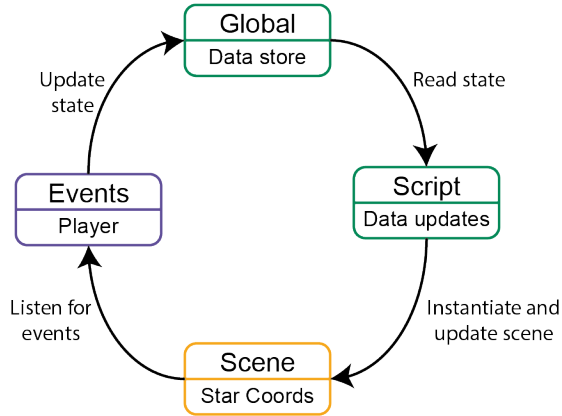 Global
Data store
Update
state
Read state
Events
Player
Script
Data updates
Listen for
events
Instantiate and
update scene
Scene
Star Coords